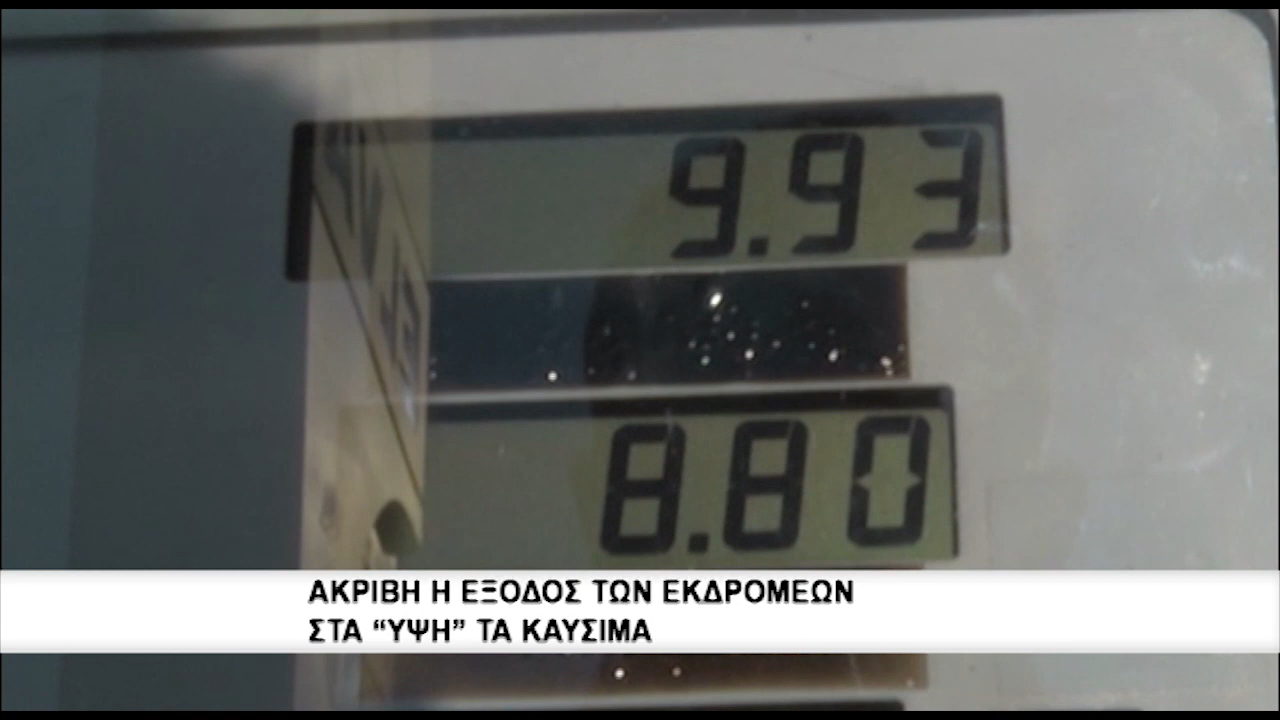 9.93
8.80
ΑΚΡΙΒΗ Η ΕΞΟΔΟΣ ΤΩΝ ΕΚΔΡΟΜΕΩΝ
ΣΤΑ “ΥΨΗ” ΤΑ ΚΑΥΣΙΜΑ